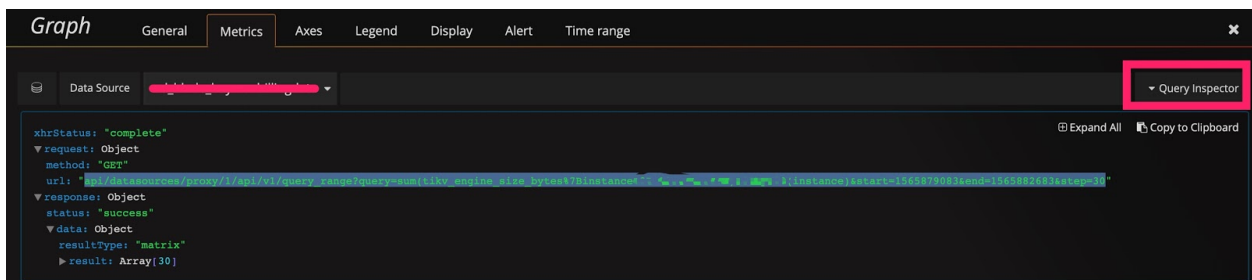 Graph General Metrics Axes Legend Display Alert Time range ×
Data Source Query Inspector
Expand All Copy to Clipboard
xhrStatus: "complete"
request: Object
method: "GET"
url: "api/datasources/proxy/1/api/v1/query_range?query=sum(tikv_engine_size_bytes%7Binstance instance)&start=1565879083&end=1565882683&step=30"
response: Object
status: "success"
data: Object
resultType: "matrix"
result: Array[30]